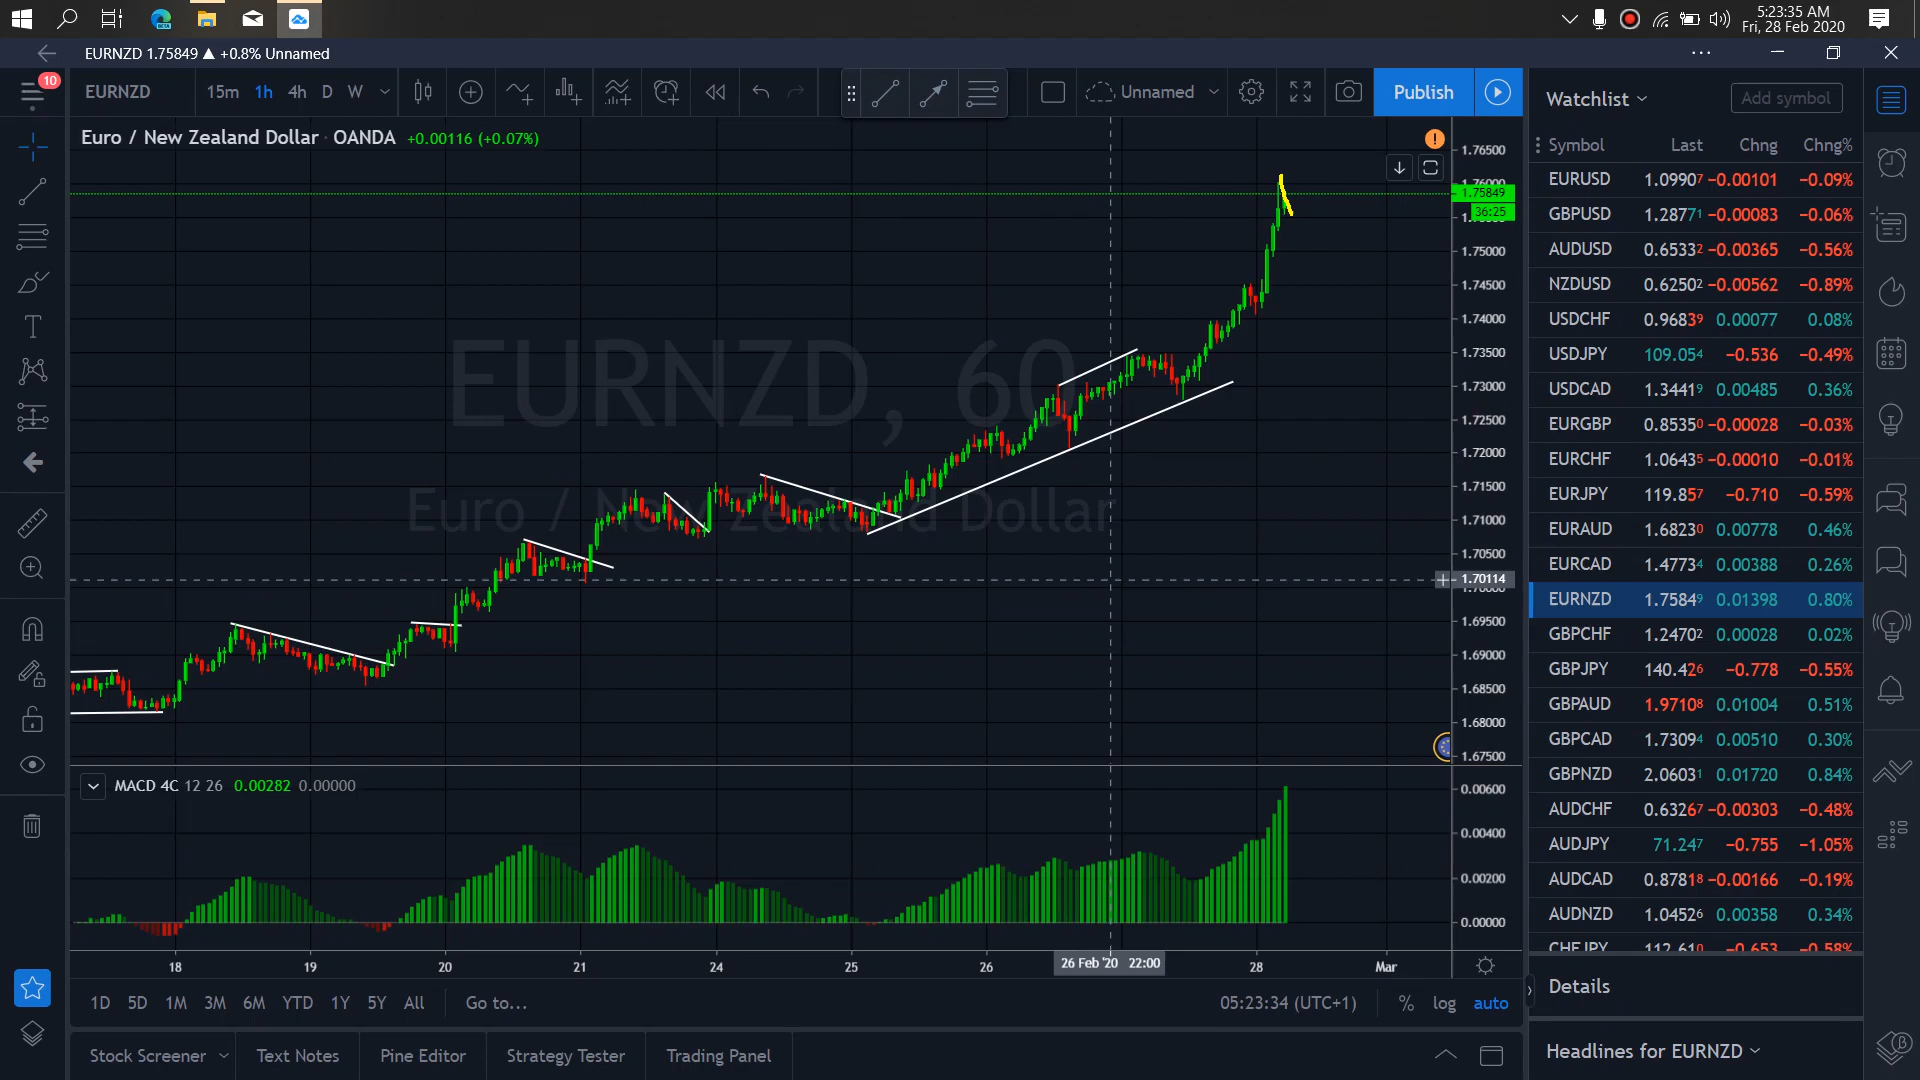 5:23:35 AM
Fri, 28 Feb 2020
EURNZD 1.75849 ▲ +0.8% Unnamed
10
EURNZD 15m 1h 4h D W Unnamed Publish
Watchlist Add symbol
Euro / New Zealand Dollar · OANDA +0.00116 (+0.07%)
Symbol Last Chng Chng%
EURUSD 1.09907 −0.00101 −0.09%
GBPUSD 1.28771 −0.00083 −0.06%
AUDUSD 0.65332 −0.00365 −0.56%
NZDUSD 0.62502 −0.00562 −0.89%
USDCHF 0.96839 0.00077 0.08%
USDJPY 109.054 −0.536 −0.49%
USDCAD 1.34419 0.00485 0.36%
EURGBP 0.85350 −0.00028 −0.03%
EURCHF 1.06435 −0.00010 −0.01%
EURJPY 119.857 −0.710 −0.59%
EURAUD 1.68230 0.00778 0.46%
EURCAD 1.47734 0.00388 0.26%
EURNZD 1.75849 0.01398 0.80%
GBPCHF 1.24702 0.00028 0.02%
GBPJPY 140.426 −0.778 −0.55%
GBPAUD 1.97108 0.01004 0.51%
GBPCAD 1.73094 0.00510 0.30%
GBPNZD 2.06031 0.01720 0.84%
AUDCHF 0.63267 −0.00303 −0.48%
AUDJPY 71.247 −0.755 −1.05%
AUDCAD 0.87818 −0.00166 −0.19%
AUDNZD 1.04526 0.00358 0.34%
CHFJPY 112.610 −0.653 −0.58%
Details
Headlines for EURNZD
1.76500
1.76000
1.75849
36:25
1.75000
1.74500
1.74000
1.73500
1.73000
1.72500
1.72000
1.71500
1.71000
1.70500
1.70114
1.70000
1.69500
1.69000
1.68500
1.68000
1.67500
EURNZD, 60
Euro / New Zealand Dollar
MACD 4C 12 26 0.00282 0.00000
0.00600
0.00400
0.00200
0.00000
18 19 20 21 24 25 26 26 Feb '20 22:00 28 Mar
1D 5D 1M 3M 6M YTD 1Y 5Y All Go to... 05:23:34 (UTC+1) % log auto
Stock Screener Text Notes Pine Editor Strategy Tester Trading Panel